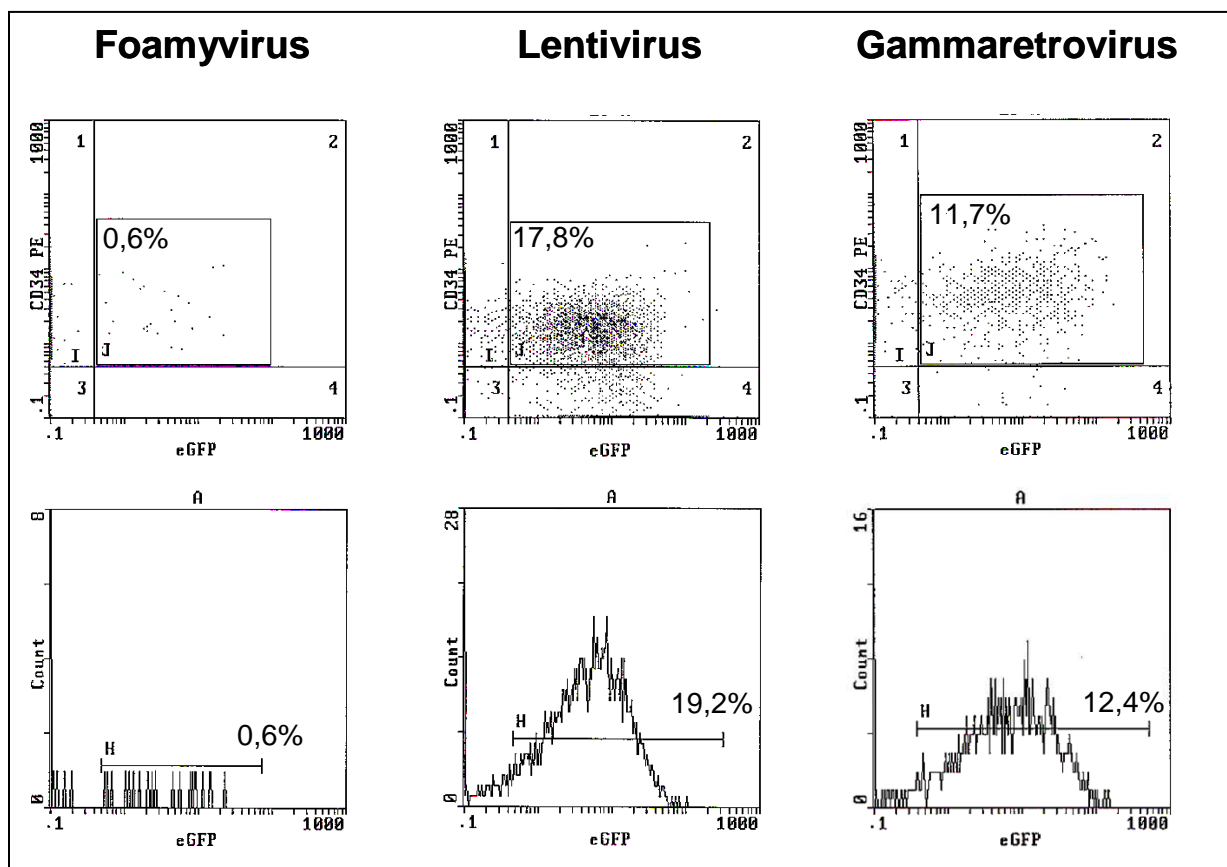 Foamyvirus
Lentivirus
Gammaretrovirus
1000
1
2
0,6%
CD34 PE
I
J
3
4
.1
.1
1000
eGFP
1000
1
2
17,8%
CD34 PE
I
J
3
4
.1
.1
1000
eGFP
1000
1
2
11,7%
CD34 PE
I
J
3
4
.1
.1
1000
eGFP
A
8
Count
H
0,6%
0
.1
1000
eGFP
A
28
Count
H
19,2%
0
.1
1000
eGFP
A
16
Count
H
12,4%
0
.1
1000
eGFP